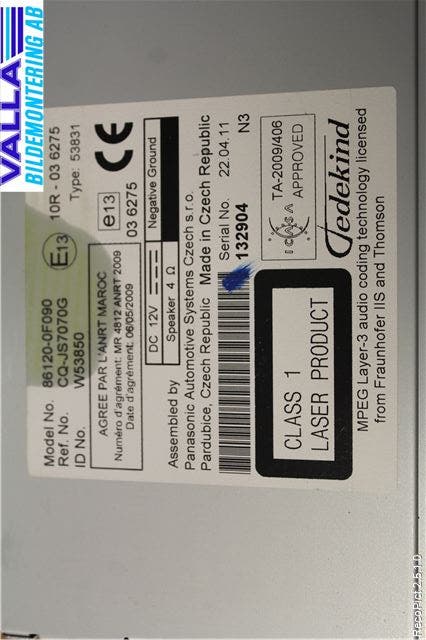 VALLA
BILDEMONTERING AB
Model No. 86120-0F090
Ref. No. CQ-JS7070G
ID No. W53850
E13 10R - 03 6275
Type: 53831
AGREE PAR L'ANRT MAROC
Numéro d'agrément: MR 4812 ANRT 2009
Date d'agrément: 06/05/2009
e13
03 6275
CE
DC 12V Negative Ground
Speaker 4 Ω
Assembled by
Panasonic Automotive Systems Czech s.r.o.
Pardubice, Czech Republic Made in Czech Republic
Serial No. 22.04.11
132904 N3
CLASS 1
LASER PRODUCT
ICASA
TA-2009/406
APPROVED
Tedekind
MPEG Layer-3 audio coding technology licensed
from Fraunhofer IIS and Thomson